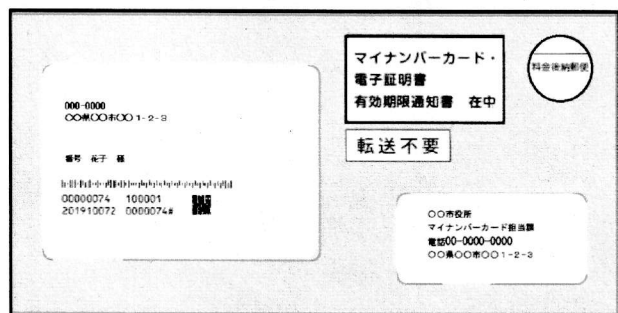 000-0000
〇〇県〇〇市〇〇1-2-3
番号 花子 様
00000074 100001
201910072 0000074#
マイナンバーカード・
電子証明書
有効期限通知書 在中
転送不要
料金後納郵便
〇〇市役所
マイナンバーカード担当課
電話00-0000-0000
〇〇県〇〇市〇〇1-2-3